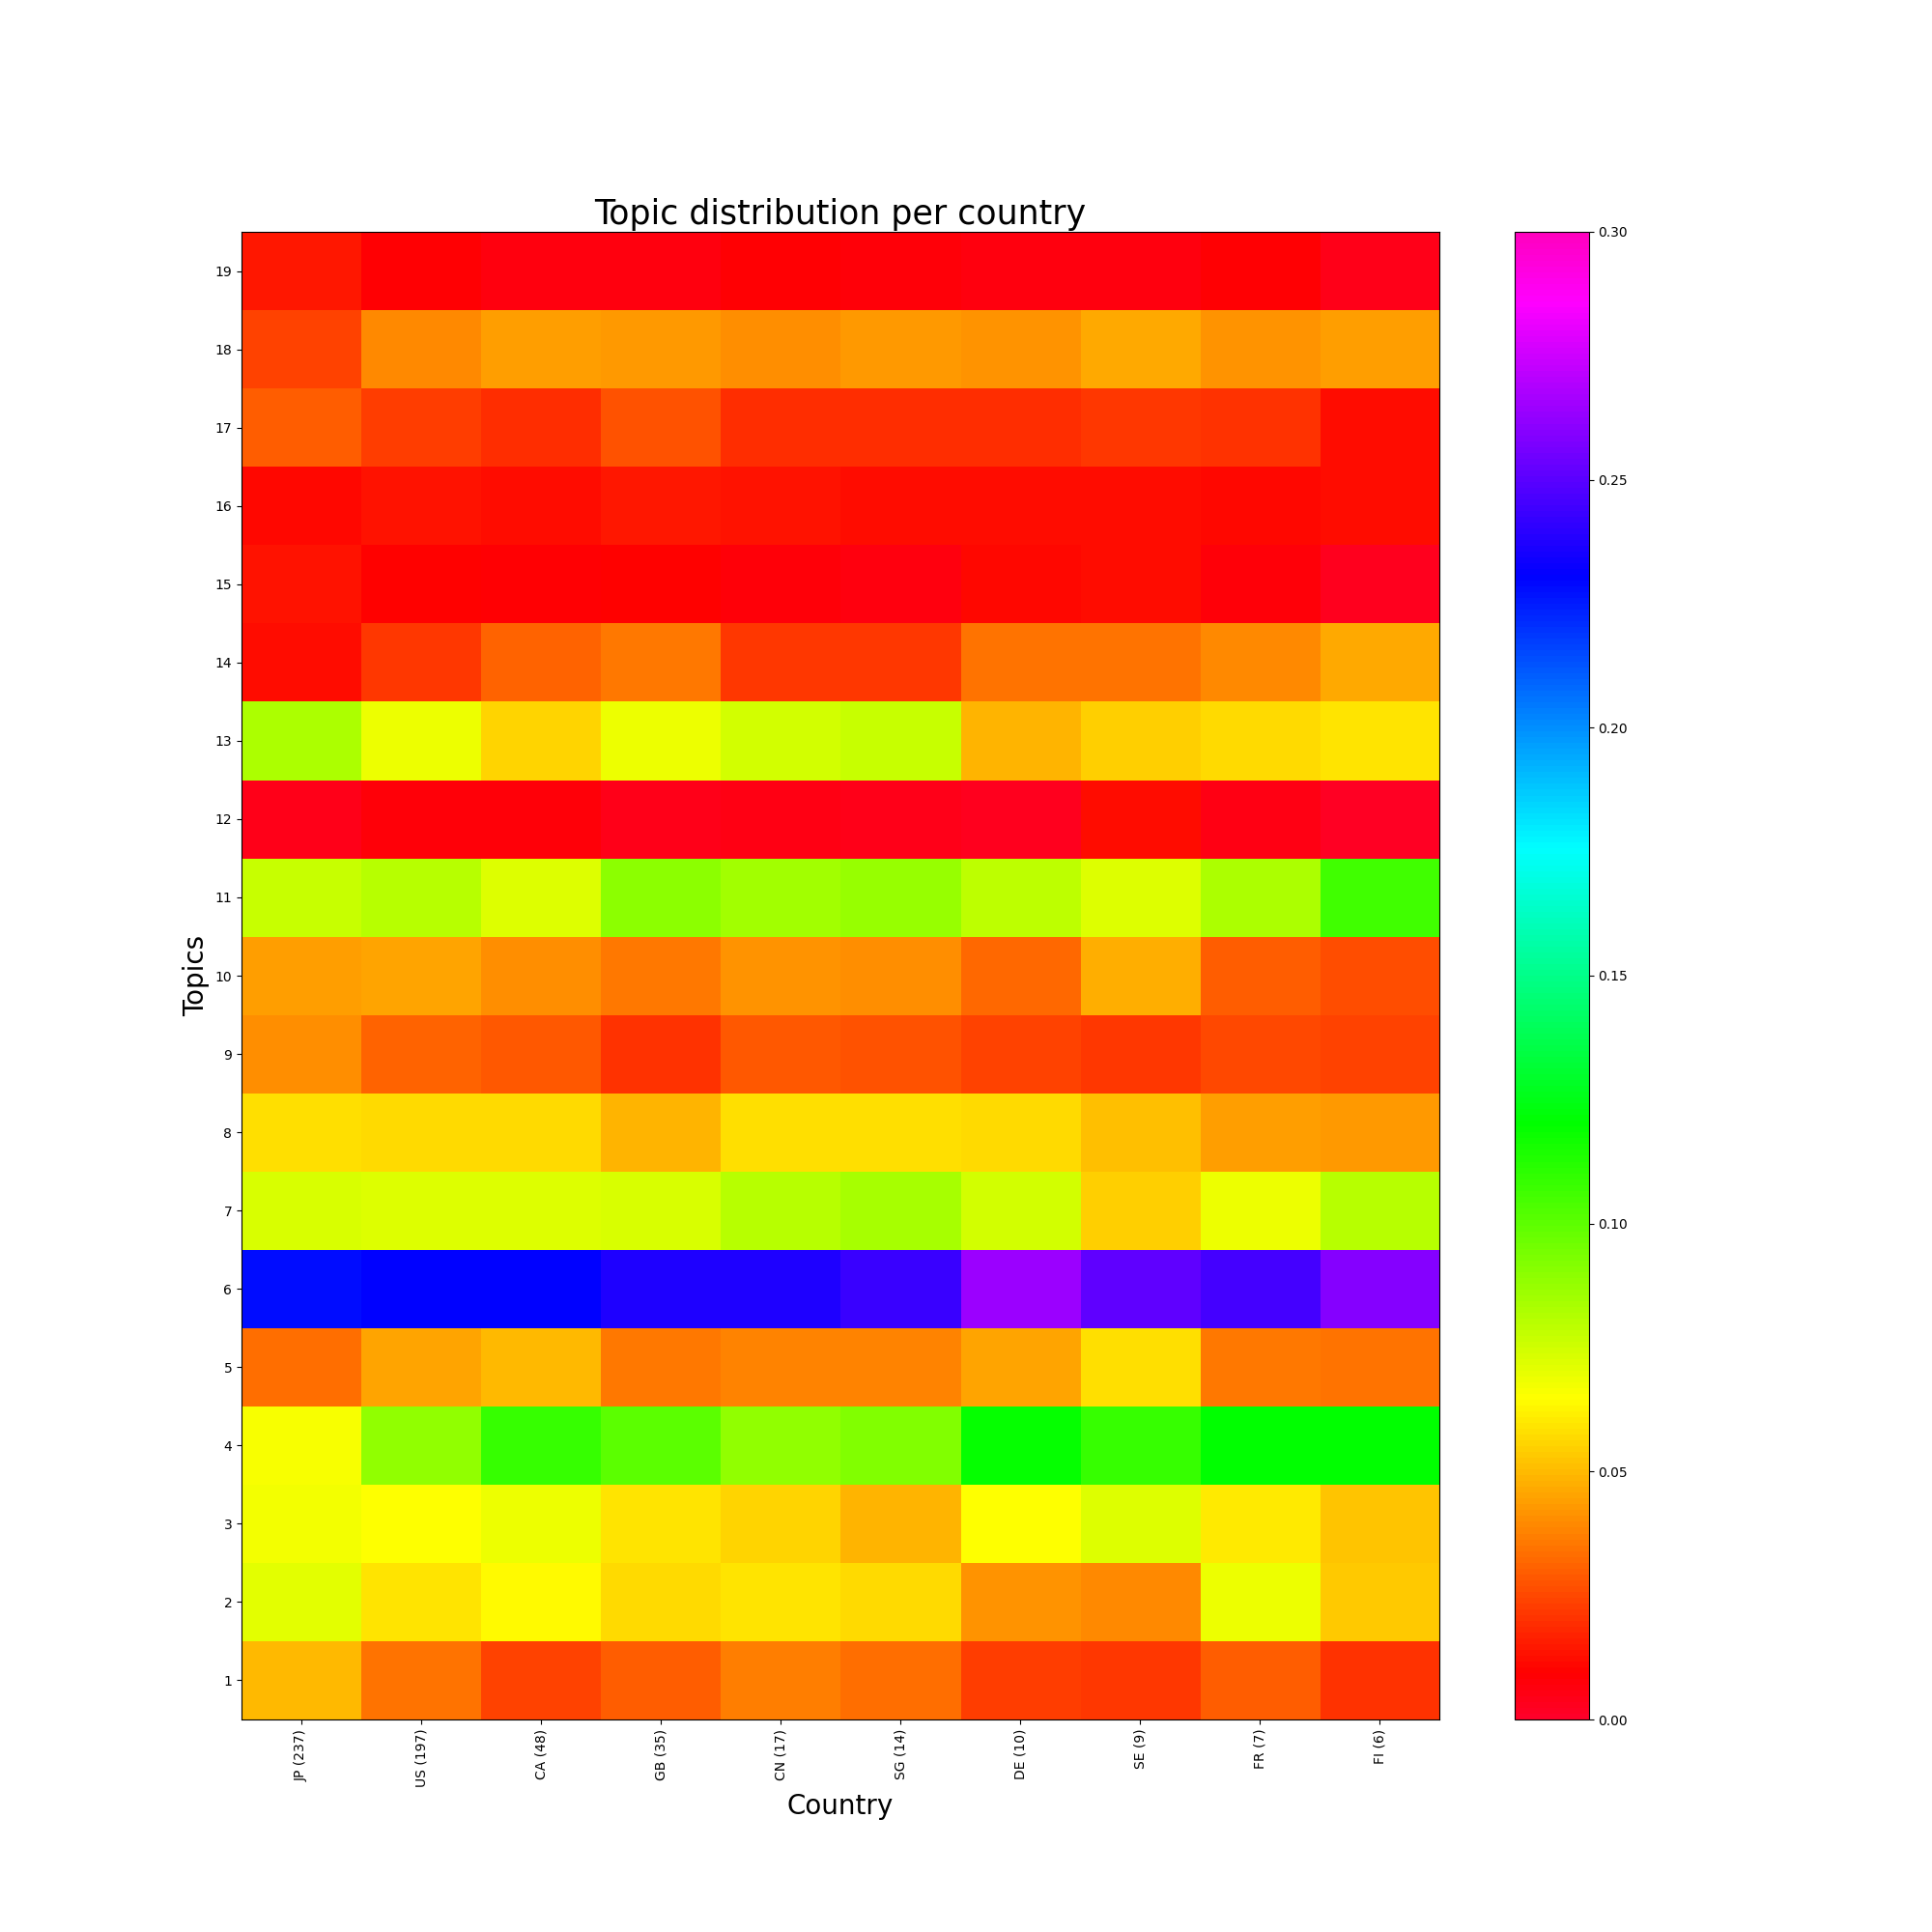 Topic distribution per country
Topics
19
18
17
16
15
14
13
12
11
10
9
8
7
6
5
4
3
2
1
JP (237)
US (197)
CA (48)
GB (35)
CN (17)
SG (14)
DE (10)
SE (9)
FR (7)
FI (6)
Country
0.30
0.25
0.20
0.15
0.10
0.05
0.00